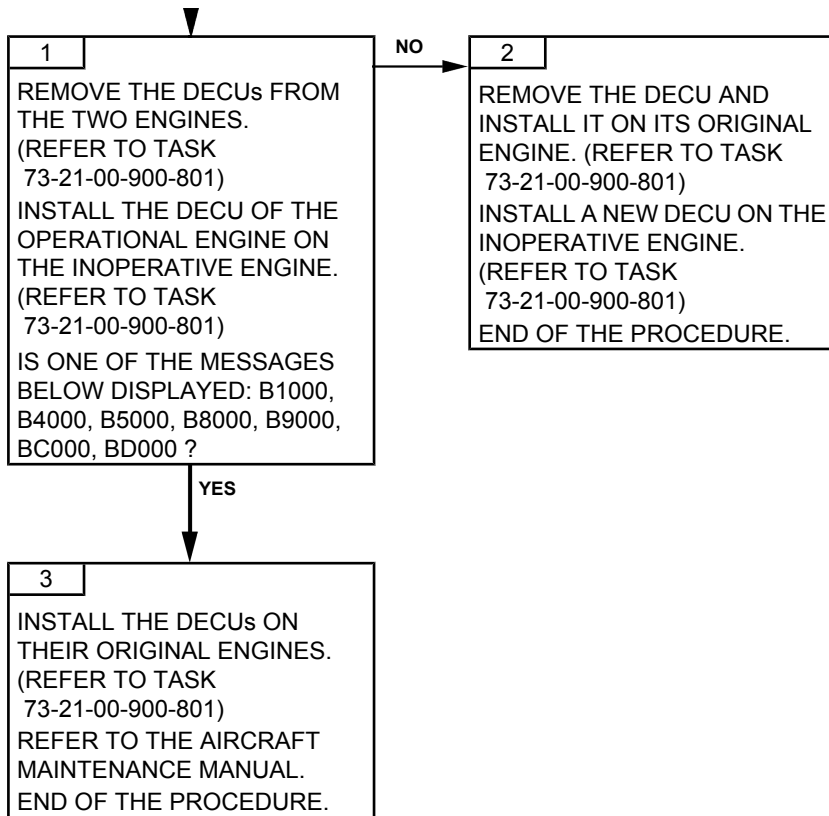 1
REMOVE THE DECUs FROM
THE TWO ENGINES.
(REFER TO TASK
73-21-00-900-801)
INSTALL THE DECU OF THE
OPERATIONAL ENGINE ON
THE INOPERATIVE ENGINE.
(REFER TO TASK
73-21-00-900-801)
IS ONE OF THE MESSAGES
BELOW DISPLAYED: B1000,
B4000, B5000, B8000, B9000,
BC000, BD000 ?
NO
2
REMOVE THE DECU AND
INSTALL IT ON ITS ORIGINAL
ENGINE. (REFER TO TASK
73-21-00-900-801)
INSTALL A NEW DECU ON THE
INOPERATIVE ENGINE.
(REFER TO TASK
73-21-00-900-801)
END OF THE PROCEDURE.
YES
3
INSTALL THE DECUs ON
THEIR ORIGINAL ENGINES.
(REFER TO TASK
73-21-00-900-801)
REFER TO THE AIRCRAFT
MAINTENANCE MANUAL.
END OF THE PROCEDURE.